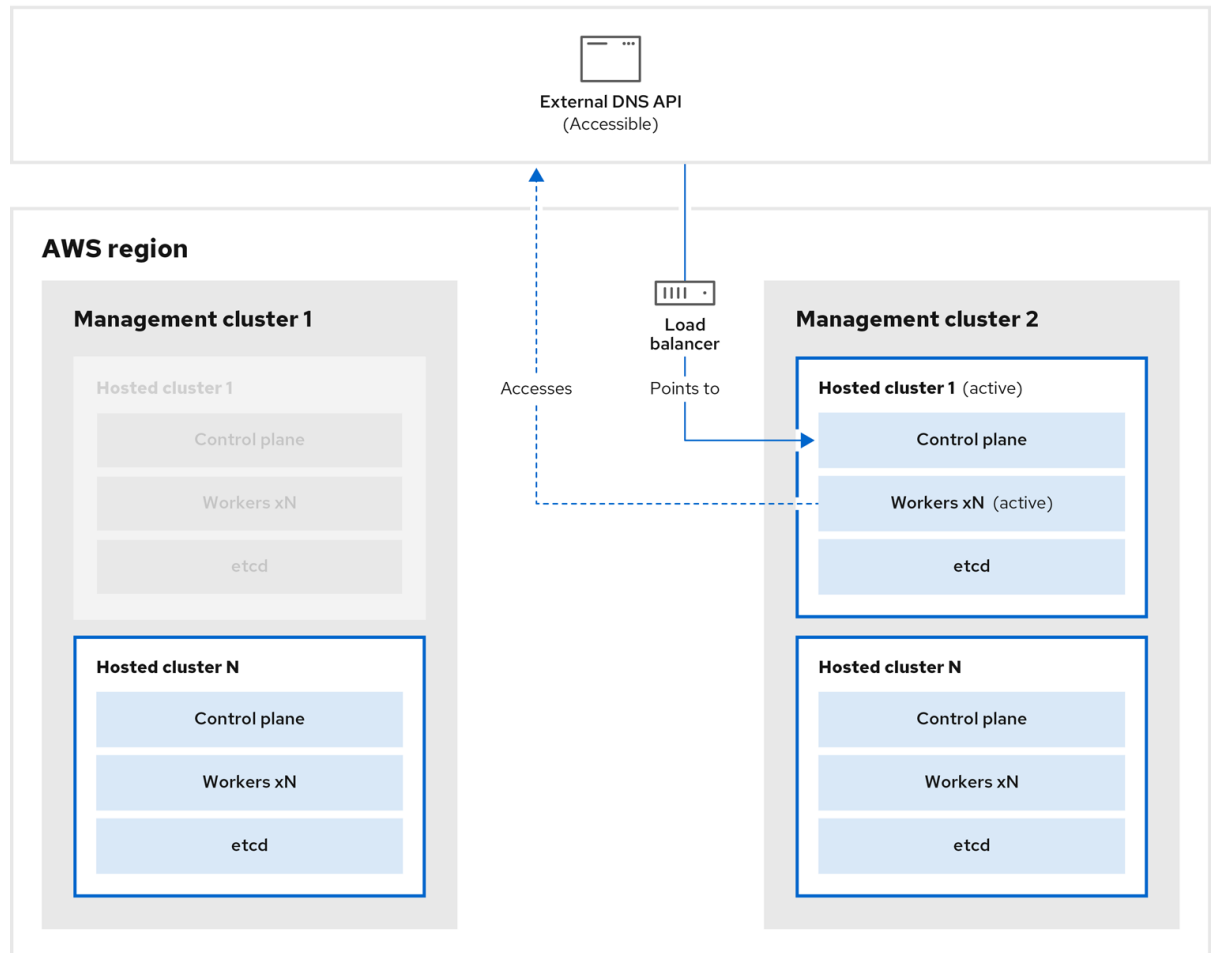 External DNS API
(Accessible)
AWS region
Management cluster 1
Hosted cluster 1
Control plane
Workers xN
etcd
Hosted cluster N
Control plane
Workers xN
etcd
Accesses
Load
balancer
Points to
Management cluster 2
Hosted cluster 1 (active)
Control plane
Workers xN (active)
etcd
Hosted cluster N
Control plane
Workers xN
etcd